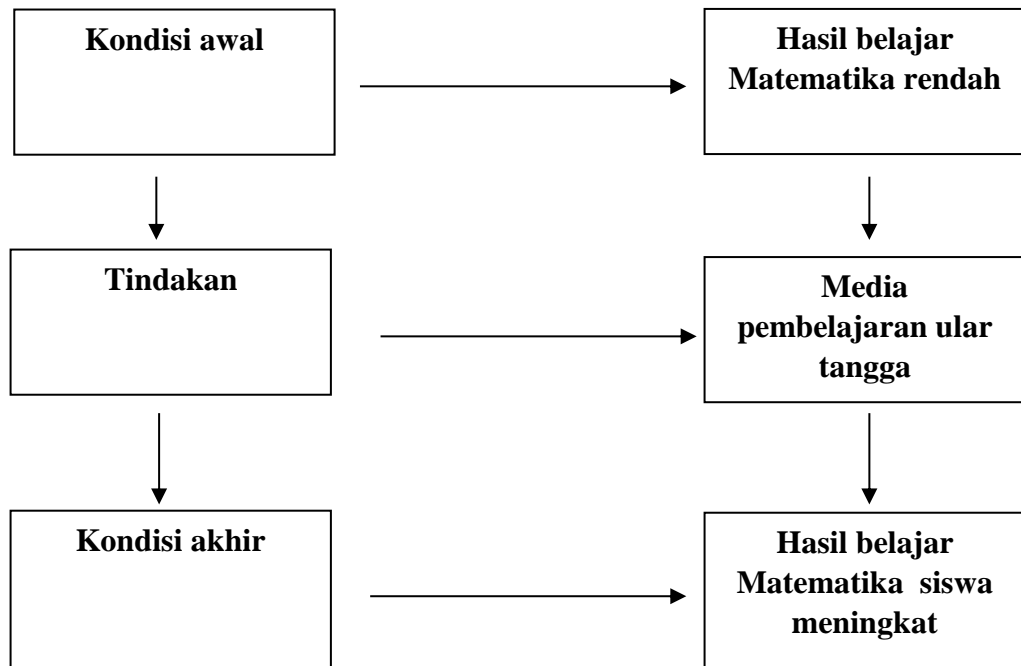 Kondisi awal
Hasil belajar
Matematika rendah
Tindakan
Media
pembelajaran ular
tangga
Kondisi akhir
Hasil belajar
Matematika siswa
meningkat